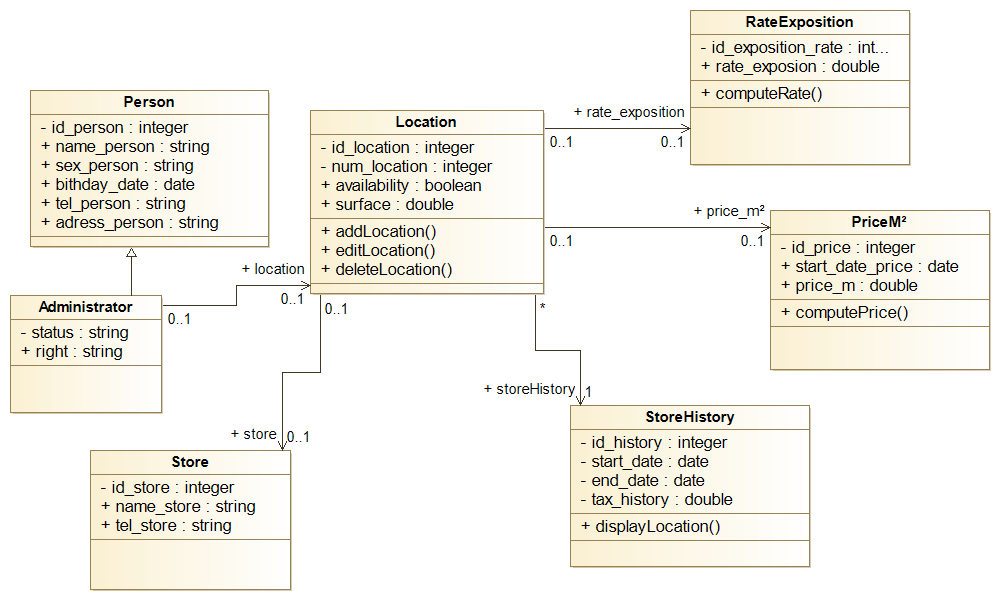 RateExposition
- id_exposition_rate : int...
+ rate_exposion : double
+ computeRate()
Person
- id_person : integer
+ name_person : string
+ sex_person : string
+ bithday_date : date
+ tel_person : string
+ adress_person : string
Location
- id_location : integer
- num_location : integer
+ availability : boolean
+ surface : double
+ addLocation()
+ editLocation()
+ deleteLocation()
+ rate_exposition
0..1
0..1
+ price_m²
0..1
0..1
PriceM²
- id_price : integer
+ start_date_price : date
+ price_m : double
+ computePrice()
+ location
0..1
0..1
Administrator
- status : string
+ right : string
0..1
*
+ store
0..1
+ storeHistory
1
Store
- id_store : integer
+ name_store : string
+ tel_store : string
StoreHistory
- id_history : integer
- start_date : date
- end_date : date
- tax_history : double
+ displayLocation()